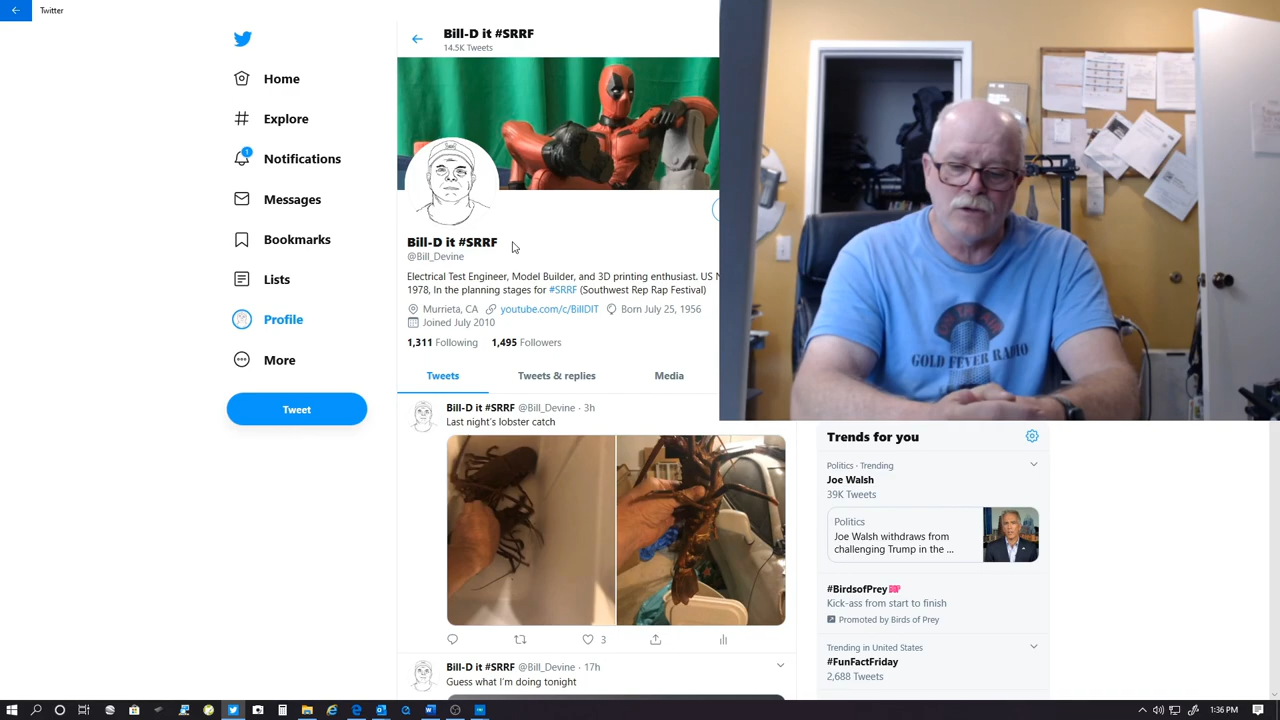 Twitter
Bill-D it #SRRF
14.5K Tweets
Home
Explore
1
Notifications
Messages
Bookmarks
Lists
Profile
More
Tweet
Bill-D it #SRRF
@Bill_Devine
Electrical Test Engineer, Model Builder, and 3D printing enthusiast. US
1978, In the planning stages for #SRRF (Southwest Rep Rap Festival)
Murrieta, CA youtube.com/c/BillDIT Born July 25, 1956
Joined July 2010
1,311 Following 1,495 Followers
Tweets Tweets & replies Media
Bill-D it #SRRF @Bill_Devine · 3h
Last night's lobster catch
3
Bill-D it #SRRF @Bill_Devine · 17h
Guess what I'm doing tonight
GOLD FEVER RADIO
Trends for you
Politics · Trending
Joe Walsh
39K Tweets
Politics
Joe Walsh withdraws from
challenging Trump in the ...
#BirdsofPrey
Kick-ass from start to finish
Promoted by Birds of Prey
Trending in United States
#FunFactFriday
2,688 Tweets
1:36 PM